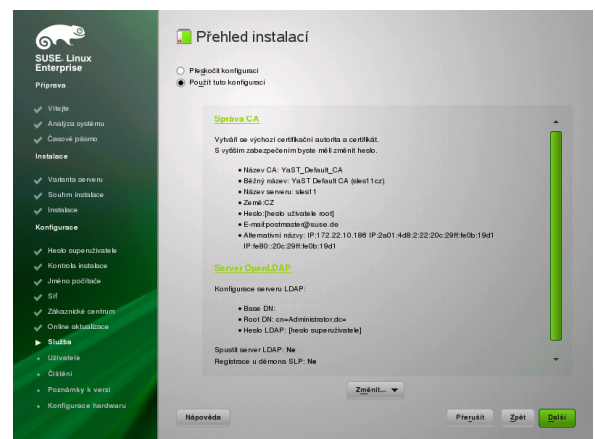 SUSE. Linux
Enterprise
Příprava
Vítejte
Analýza systému
Časové pásmo
Instalace
Varianta serveru
Souhrn instalace
Instalace
Konfigurace
Heslo superuživatele
Kontrola instalace
Jméno počítače
Síť
Zákaznické centrum
Online aktualizace
Služba
Uživatelé
Čištění
Poznámky k verzi
Konfigurace hardwaru
Přehled instalací
Přeskočit konfiguraci
Použít tuto konfiguraci
Správa CA
Vytváří se výchozí certifikační autorita a certifikát.
S vyšším zabezpečením byste měli změnit heslo.
Název CA: YaST_Default_CA
Běžný název: YaST Default CA (sles11cz)
Název serveru: sles11
Země:CZ
Heslo:[heslo uživatele root]
E-mail:postmaster@suse.de
Alternativní názvy: IP:172.22.10.186 IP:2a01:4d8:2:22:20c:29ff:fe0b:19d1
IP:fe80::20c:29ff:fe0b:19d1
Server OpenLDAP
Konfigurace serveru LDAP:
Base DN:
Root DN: cn=Administrator,dc=
Heslo LDAP: [heslo superuživatele]
Spustit server LDAP: Ne
Registrace u démona SLP: Ne
Změnit...
Nápověda
Přerušit
Zpět
Další